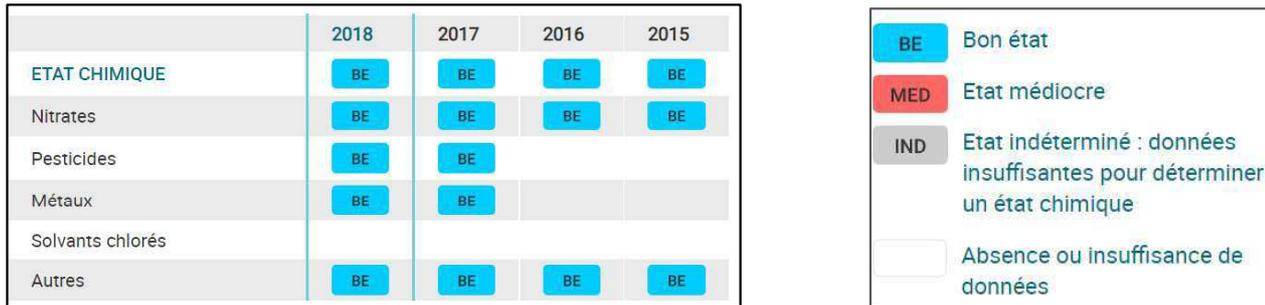 2018 2017 2016 2015
ETAT CHIMIQUE BE BE BE BE
Nitrates BE BE BE BE
Pesticides BE BE
Métaux BE BE
Solvants chlorés
Autres BE BE BE BE
BE Bon état
MED Etat médiocre
IND Etat indéterminé : données
insuffisantes pour déterminer
un état chimique
Absence ou insuffisance de
données